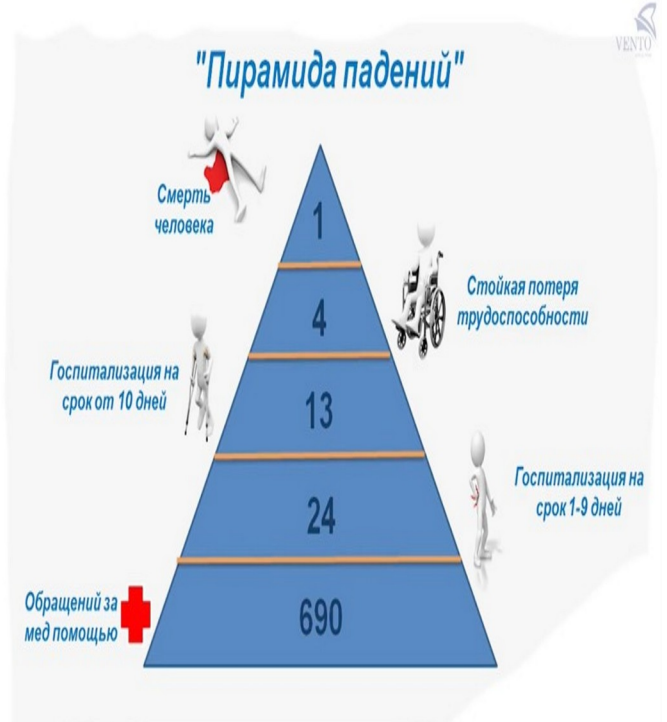 VENTO
"Пирамида падений"
Смерть
человека
1
Стойкая потеря
трудоспособности
4
Госпитализация на
срок от 10 дней
13
Госпитализация на
срок 1-9 дней
24
Обращений за
мед помощью
690